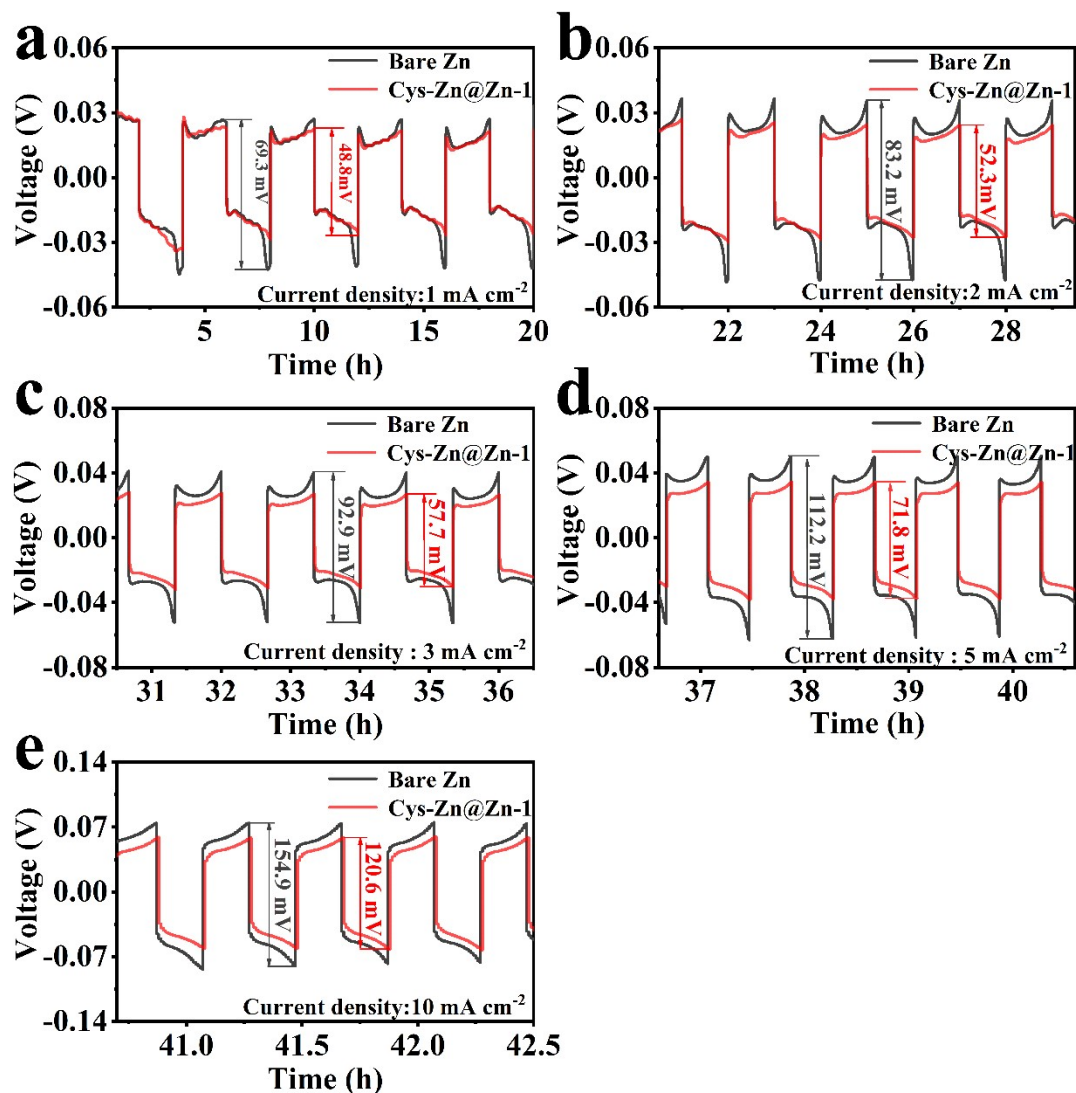 a
Bare Zn
Cys-Zn@Zn-1
69.3 mV
48.8mV
Current density:1 mA cm⁻²
Voltage (V)
0.06
0.03
0.00
-0.03
-0.06
5 10 15 20
Time (h)
b
Bare Zn
Cys-Zn@Zn-1
83.2 mV
52.3mV
Current density:2 mA cm⁻²
Voltage (V)
0.06
0.03
0.00
-0.03
-0.06
22 24 26 28
Time (h)
c
Bare Zn
Cys-Zn@Zn-1
92.9 mV
57.7 mV
Current density : 3 mA cm⁻²
Voltage (V)
0.08
0.04
0.00
-0.04
-0.08
31 32 33 34 35 36
Time (h)
d
Bare Zn
Cys-Zn@Zn-1
112.2 mV
71.8 mV
Current density : 5 mA cm⁻²
Voltage (V)
0.08
0.04
0.00
-0.04
-0.08
37 38 39 40
Time (h)
e
Bare Zn
Cys-Zn@Zn-1
154.9 mV
120.6 mV
Current density:10 mA cm⁻²
Voltage (V)
0.14
0.07
0.00
-0.07
-0.14
41.0 41.5 42.0 42.5
Time (h)